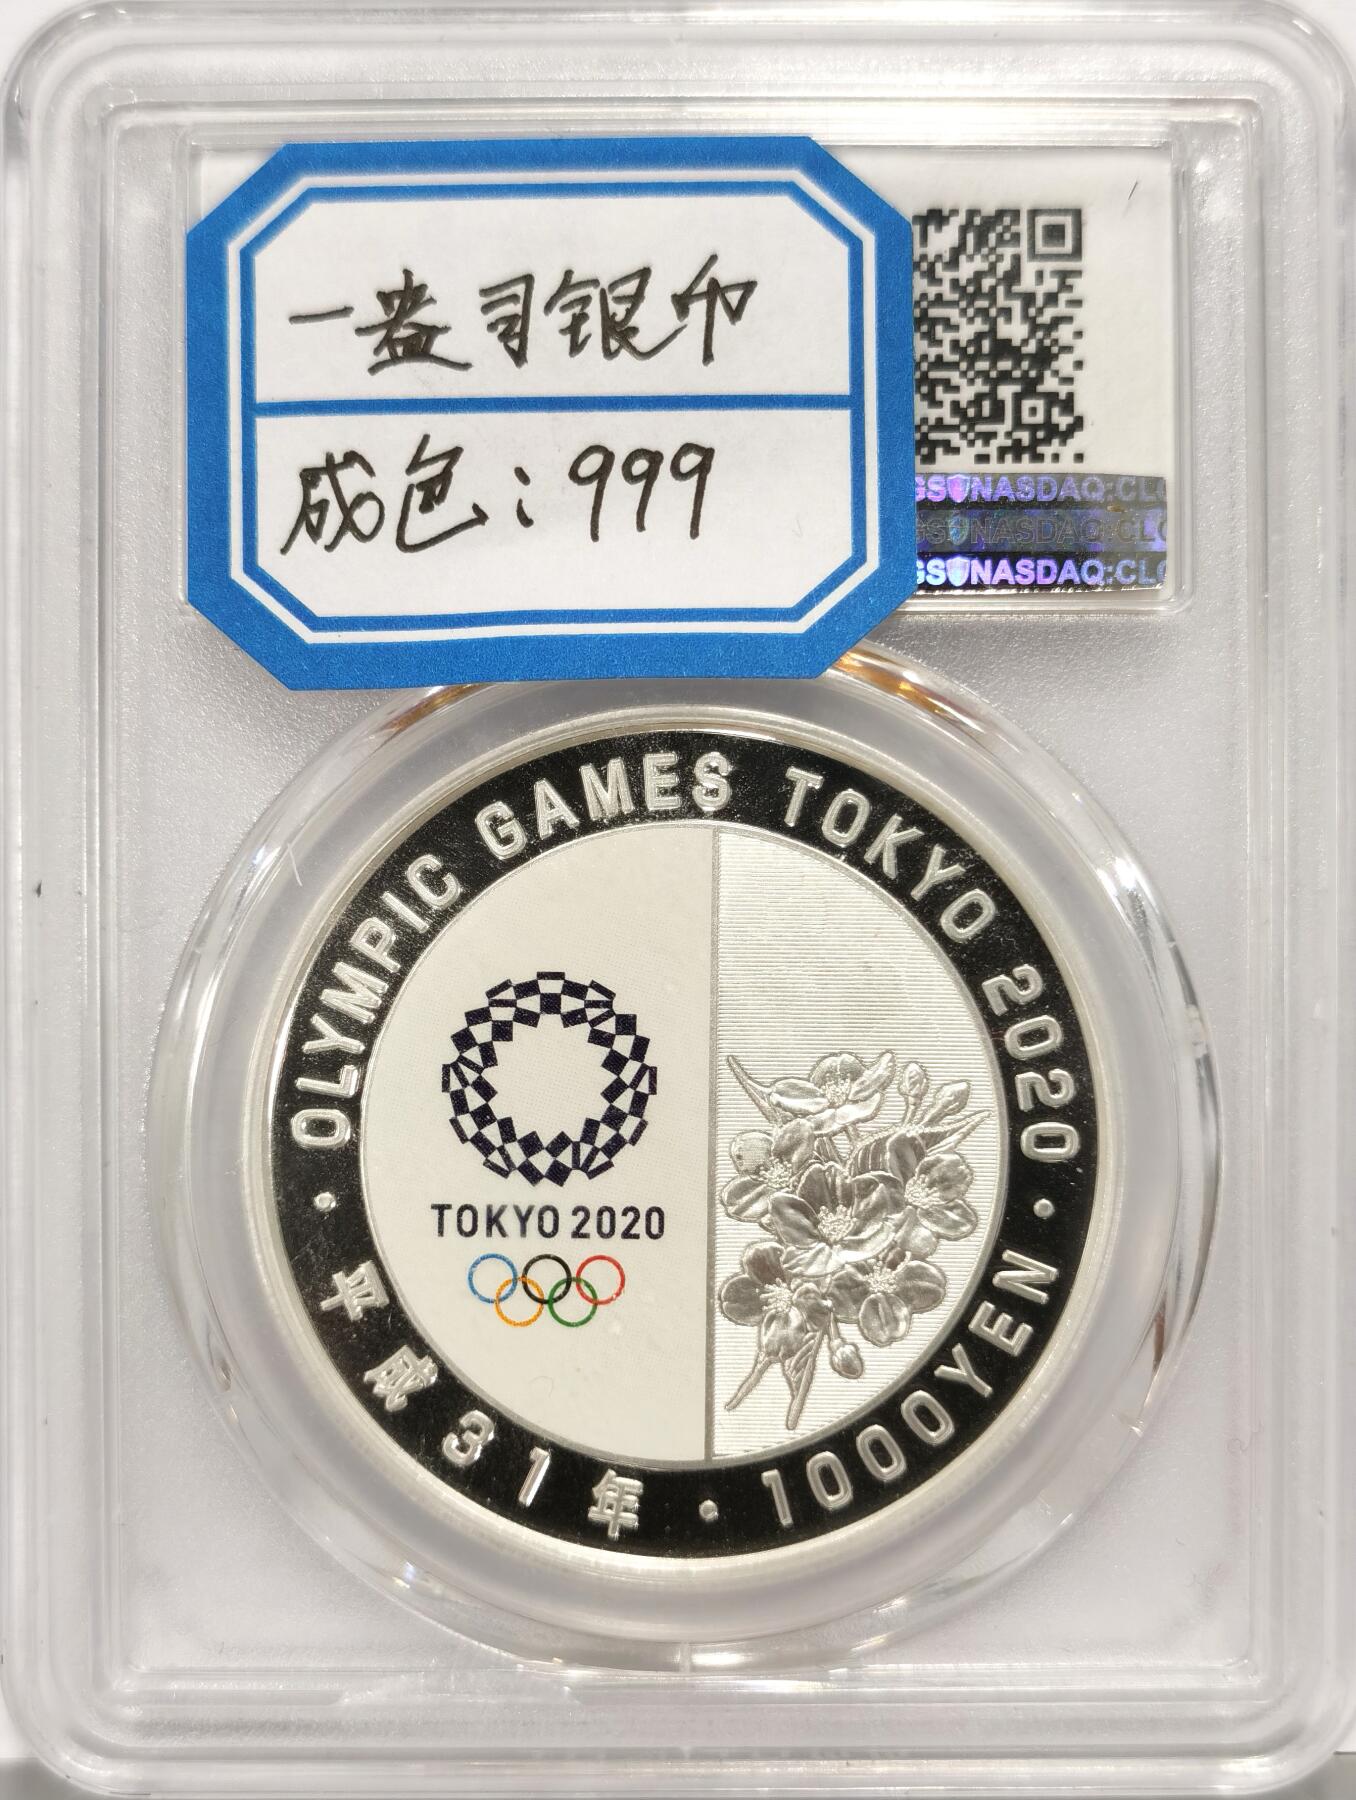 一盎司银币
成色：999
GS NASDAQ:CL
GS NASDAQ:CL
GS NASDAQ:CL
OLYMPIC GAMES TOKYO 2020
TOKYO 2020
平成31年・1000YEN